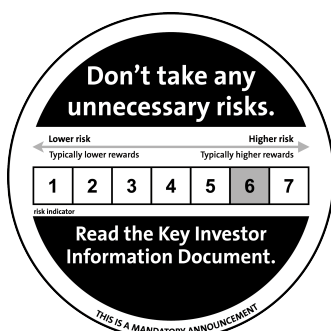 Don't take any
unnecessary risks.
Lower risk Higher risk
Typically lower rewards Typically higher rewards
1 2 3 4 5 6 7
risk indicator
Read the Key Investor
Information Document.
THIS IS A MANDATORY ANNOUNCEMENT